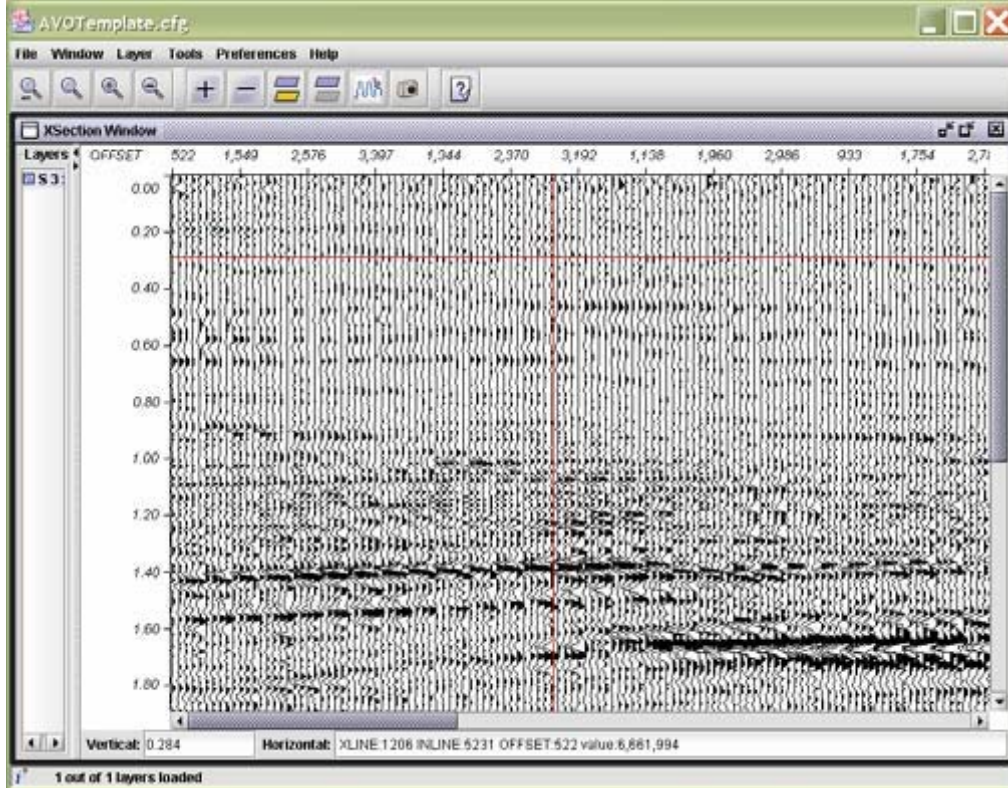 AVOTemplate.cfg
File Window Layer Tools Preferences Help
XSection Window
Layers OFFSET 522 1,549 2,576 3,397 1,344 2,370 3,192 1,138 1,960 2,986 933 1,754
0.00
0.20
0.40
0.60
0.80
1.00
1.20
1.40
1.60
1.80
Vertical: 0.284 Horizontal: XLINE:1206 INLINE:5231 OFFSET:522 value:6,661,994
1 out of 1 layers loaded